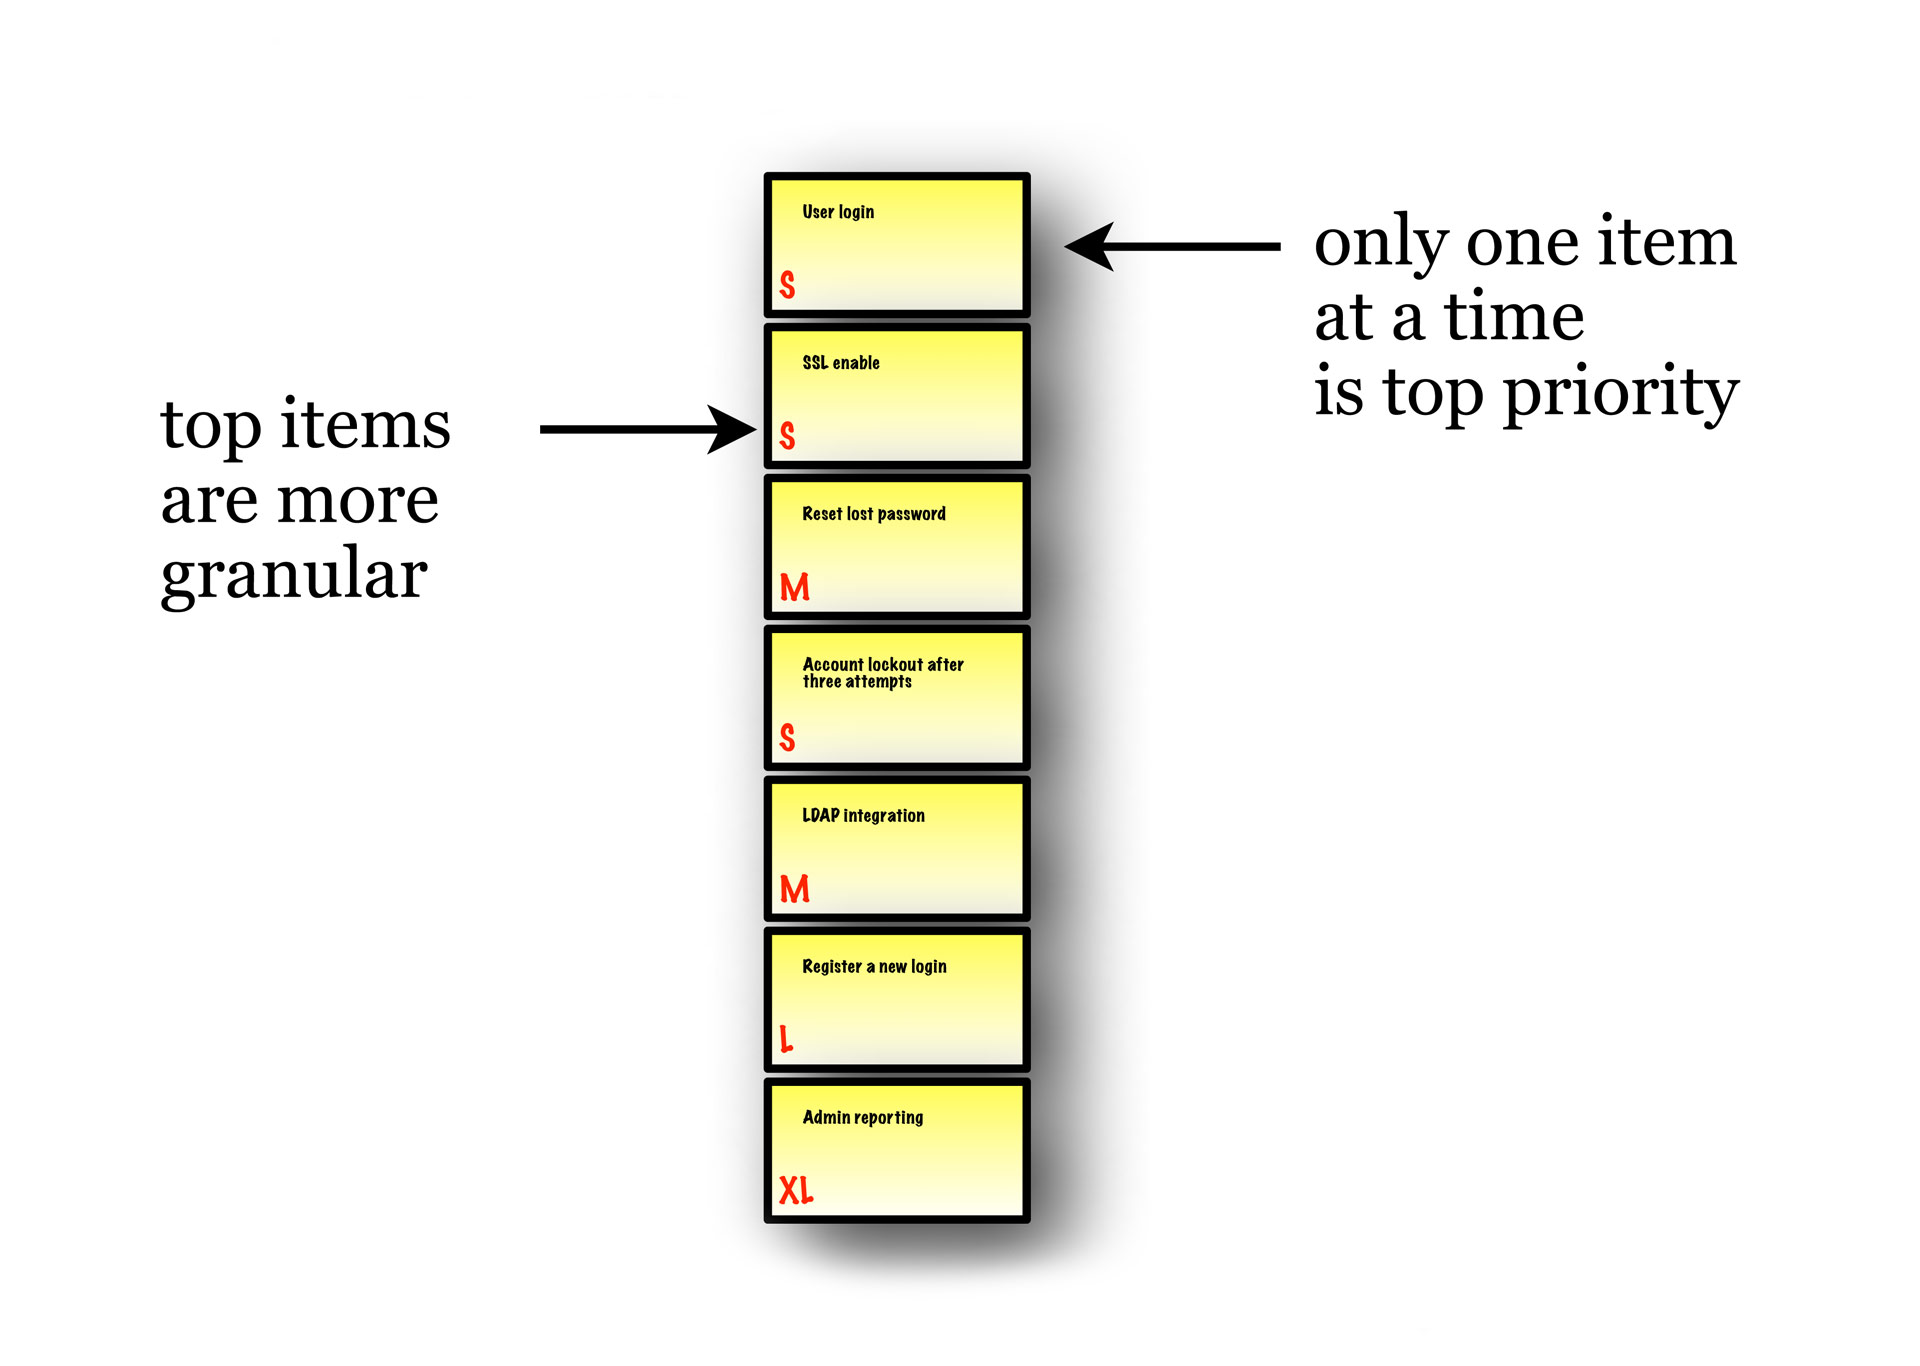 User login
S
only one item
at a time
is top priority
SSL enable
S
top items
are more
granular
Reset lost password
M
Account lockout after
three attempts
S
LDAP integration
M
Register a new login
L
Admin reporting
XL